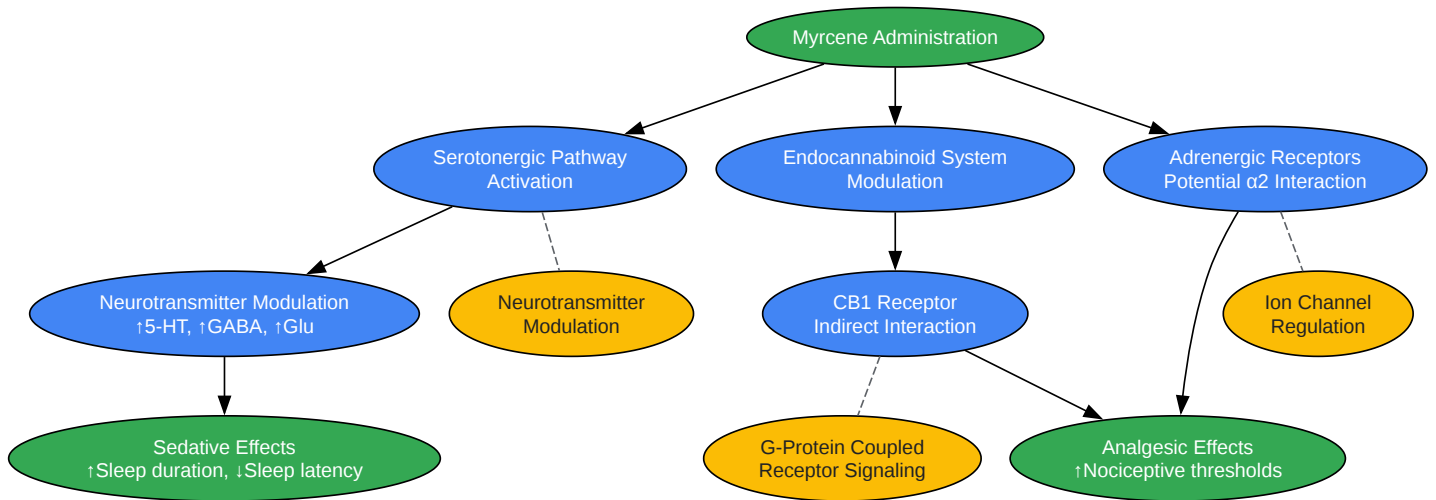 Myrcene Administration
Serotonergic Pathway
Activation
Endocannabinoid System
Modulation
Adrenergic Receptors
Potential α2 Interaction
Neurotransmitter Modulation
↑5-HT, ↑GABA, ↑Glu
Neurotransmitter
Modulation
CB1 Receptor
Indirect Interaction
Ion Channel
Regulation
Sedative Effects
↑Sleep duration, ↓Sleep latency
G-Protein Coupled
Receptor Signaling
Analgesic Effects
↑Nociceptive thresholds